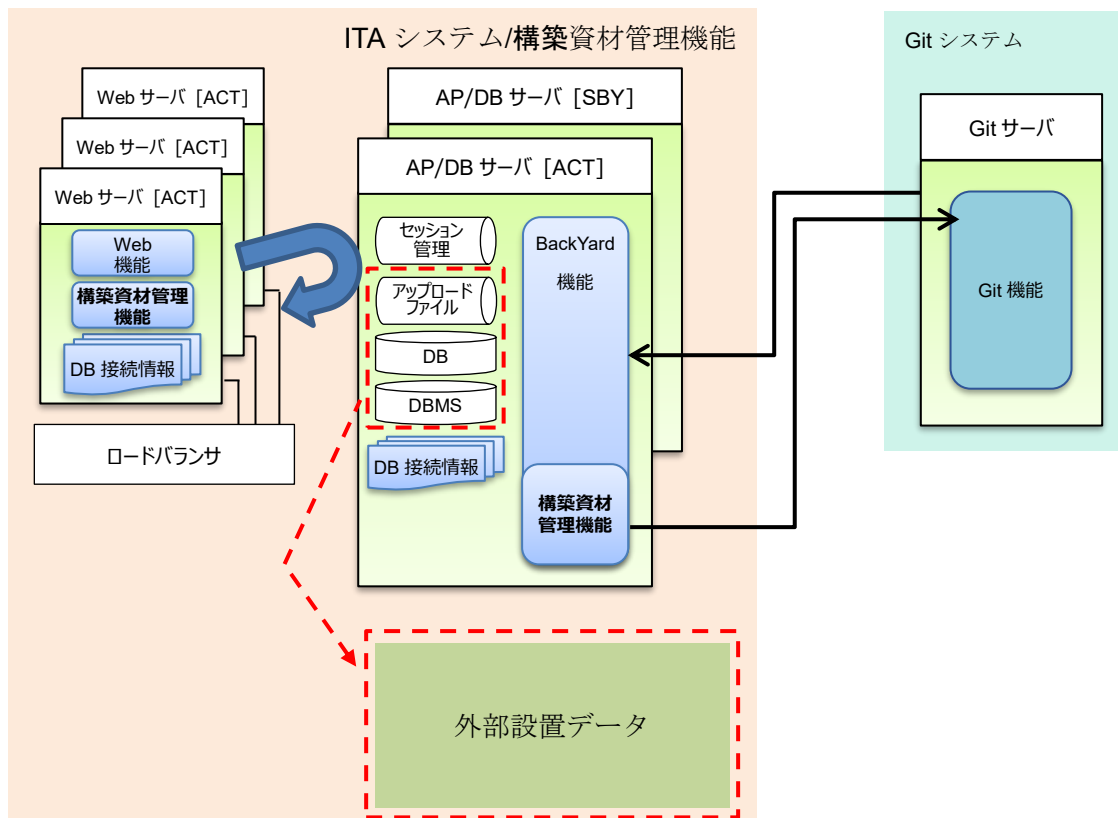 ITA システム/構築資材管理機能
Git システム
Web サーバ [ACT]
Web サーバ [ACT]
Web サーバ [ACT]
Web
機能
構築資材管理
機能
DB 接続情報
ロードバランサ
AP/DB サーバ [SBY]
AP/DB サーバ [ACT]
セッション
管理
アップロード
ファイル
DB
DBMS
DB 接続情報
BackYard
機能
構築資材
管理機能
Git サーバ
Git 機能
外部設置データ